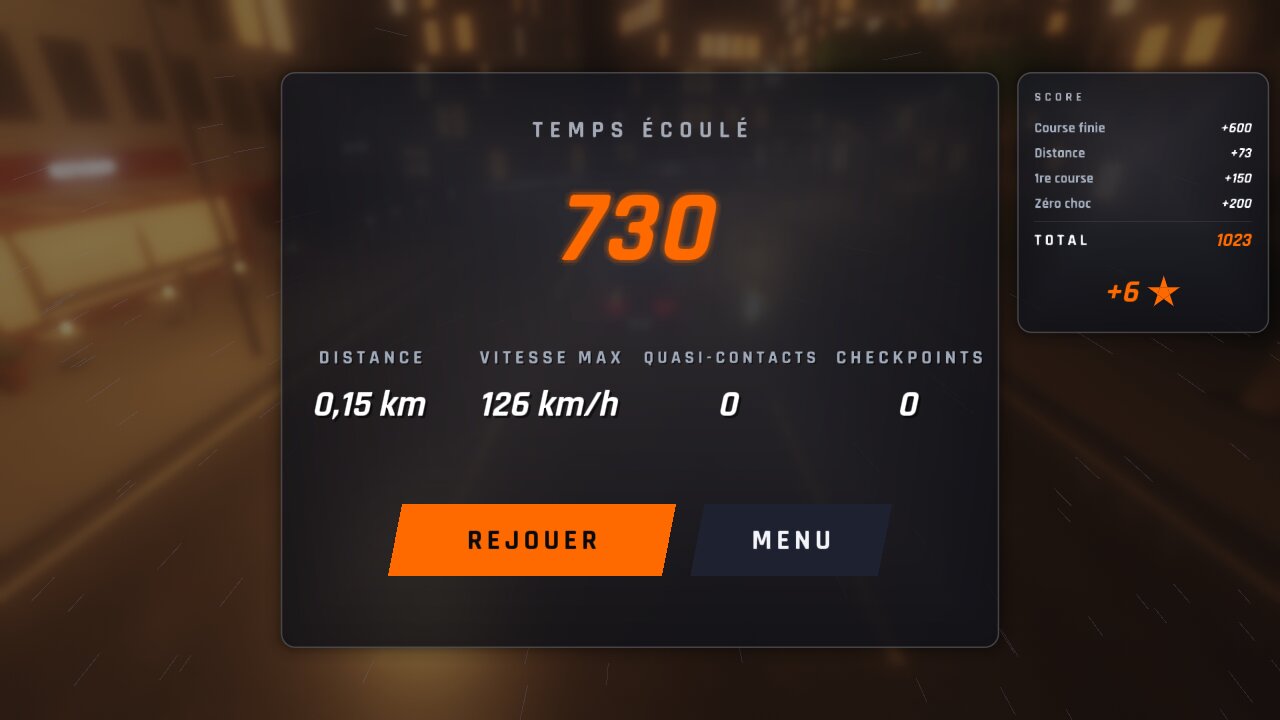 TEMPS ÉCOULÉ
730
DISTANCE VITESSE MAX QUASI-CONTACTS CHECKPOINTS
0,15 km 126 km/h 0 0
REJOUER MENU
SCORE
Course finie +600
Distance +73
1re course +150
Zéro choc +200
TOTAL 1023
+6